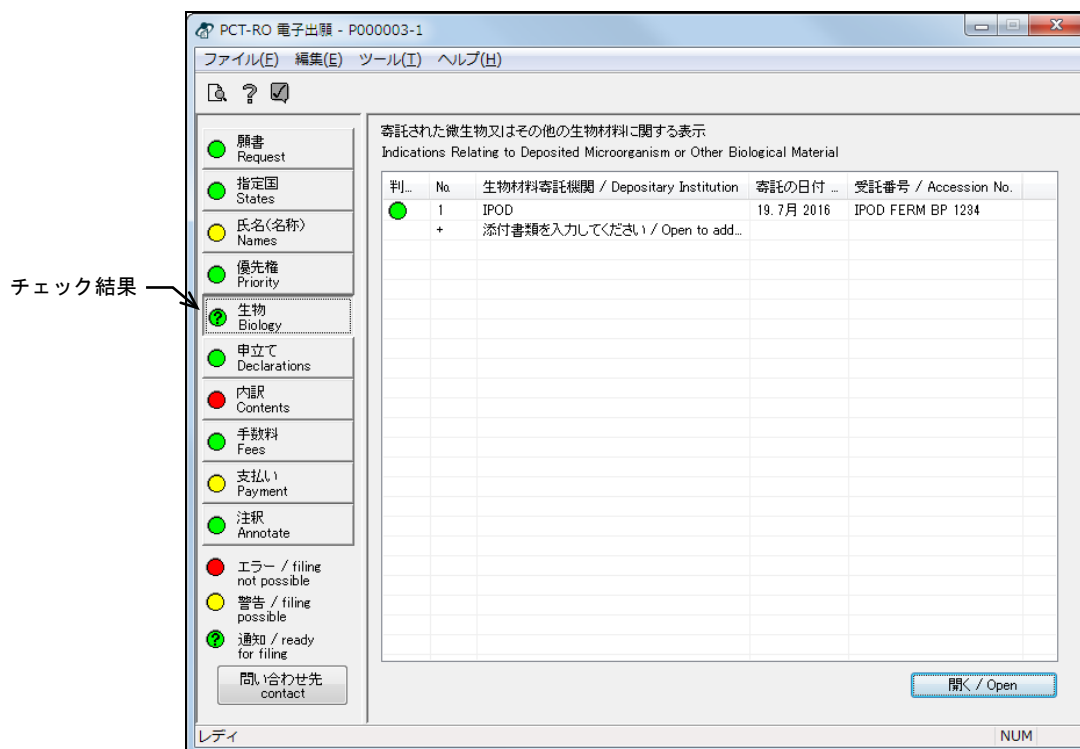 PCT-RO 電子出願 - P000003-1
ファイル(F) 編集(E) ツール(T) ヘルプ(H)
願書
Request
指定国
States
氏名(名称)
Names
優先権
Priority
生物
Biology
申立て
Declarations
内訳
Contents
手数料
Fees
支払い
Payment
注釈
Annotate
エラー / filing
not possible
警告 / filing
possible
通知 / ready
for filing
問い合わせ先
contact
チェック結果
寄託された微生物又はその他の生物材料に関する表示
Indications Relating to Deposited Microorganism or Other Biological Material
判... No. 生物材料寄託機関 / Depositary Institution 寄託の日付 ... 受託番号 / Accession No.
1 IPOD 19. 7月 2016 IPOD FERM BP 1234
+ 添付書類を入力してください / Open to add...
開く / Open
レディ NUM